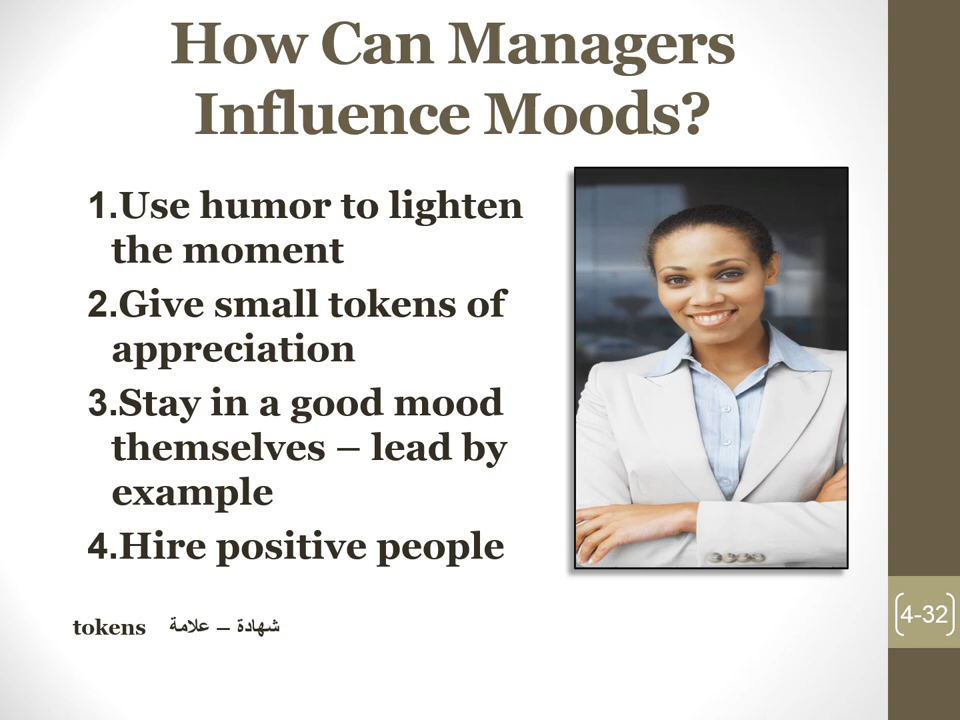 How Can Managers
Influence Moods?
1.Use humor to lighten
the moment
2.Give small tokens of
appreciation
3.Stay in a good mood
themselves – lead by
example
4.Hire positive people
tokens شهادة – علامة
4-32